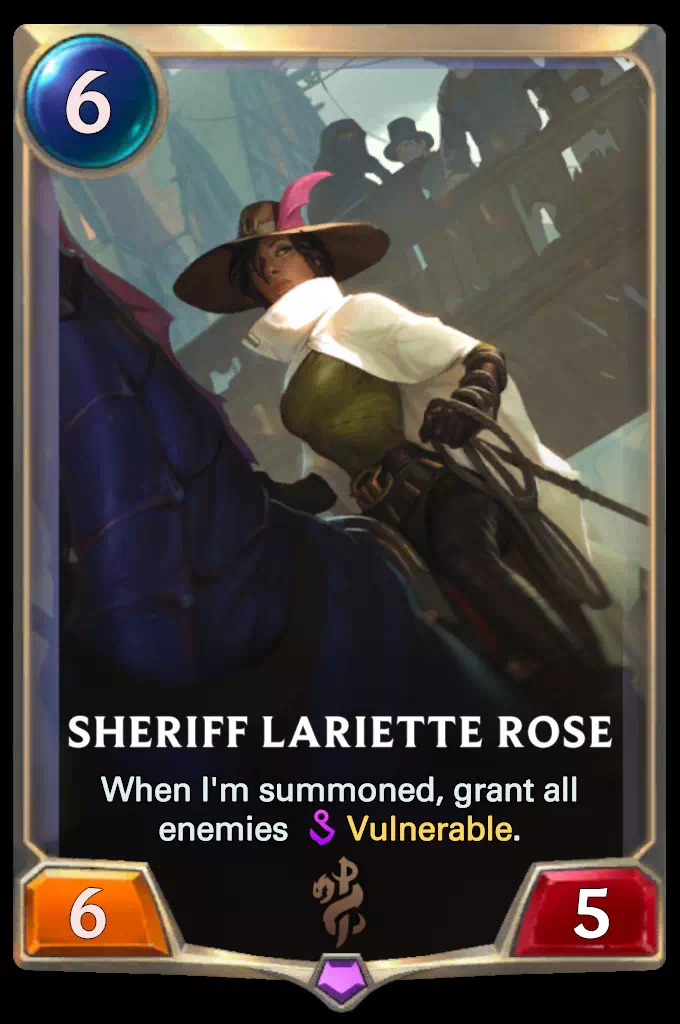 6
SHERIFF LARIETTE ROSE
When I'm summoned, grant all
enemies Vulnerable.
6
5